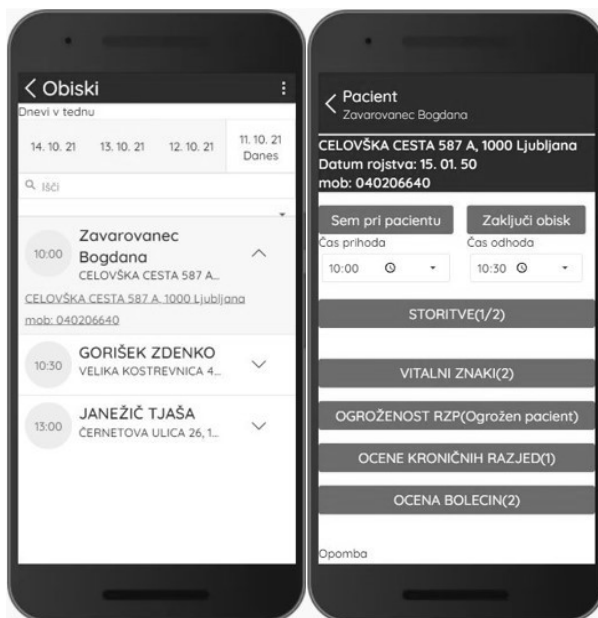 Obiski
Dnevi v tednu
14. 10. 21
13. 10. 21
12. 10. 21
11. 10. 21
Danes
Išči
10:00
Zavarovanec
Bogdana
CELOVŠKA CESTA 587 A...
CELOVŠKA CESTA 587 A, 1000 Ljubljana
mob: 040206640
10:30
GORIŠEK ZDENKO
VELIKA KOSTREVNICA 4...
13:00
JANEŽIČ TJAŠA
ČERNETOVA ULICA 26, 1...
Pacient
Zavarovanec Bogdana
CELOVŠKA CESTA 587 A, 1000 Ljubljana
Datum rojstva: 15. 01. 50
mob: 040206640
Sem pri pacientu
Zaključi obisk
Čas prihoda
Čas odhoda
10:00
10:30
STORITVE(1/2)
VITALNI ZNAKI(2)
OGROŽENOST RZP(Ogrožen pacient)
OCENE KRONIČNIH RAZJED(1)
OCENA BOLECIN(2)
Opomba